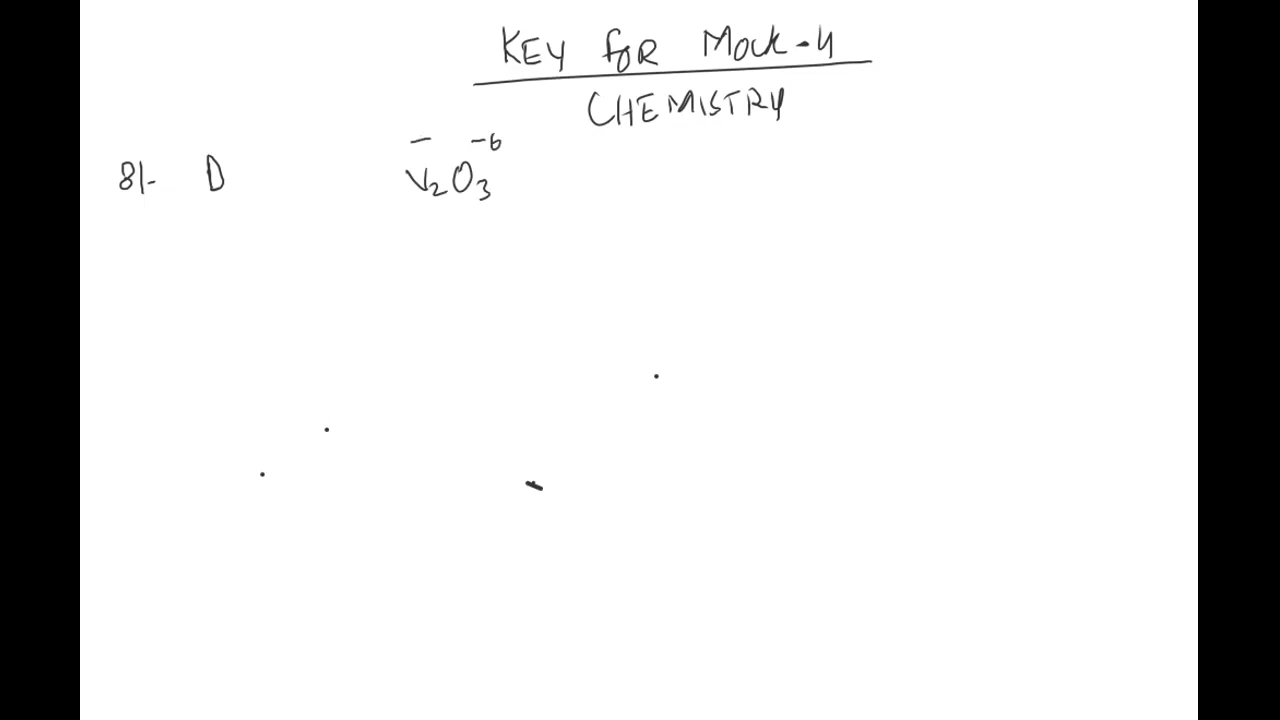 KEY foR Mock-4
CHEMISTRY
– -6
81- D V₂O₃